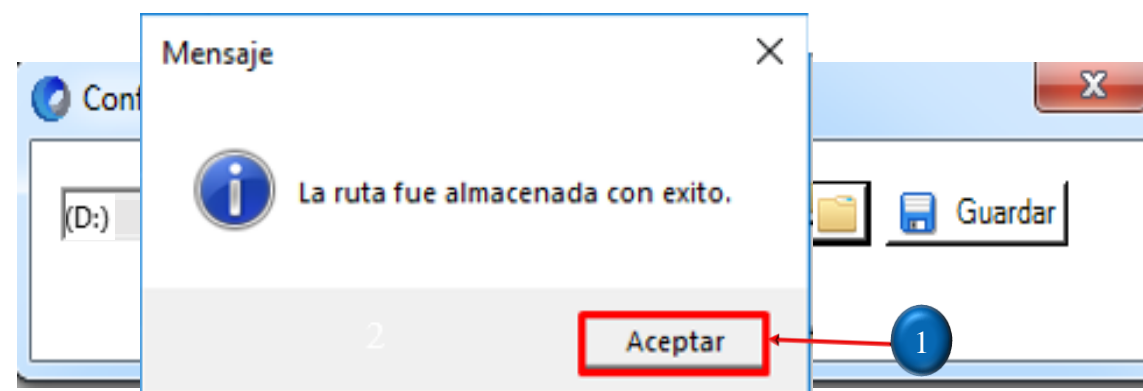 Mensaje
Conf
La ruta fue almacenada con exito.
(D:)
Guardar
2
Aceptar
1